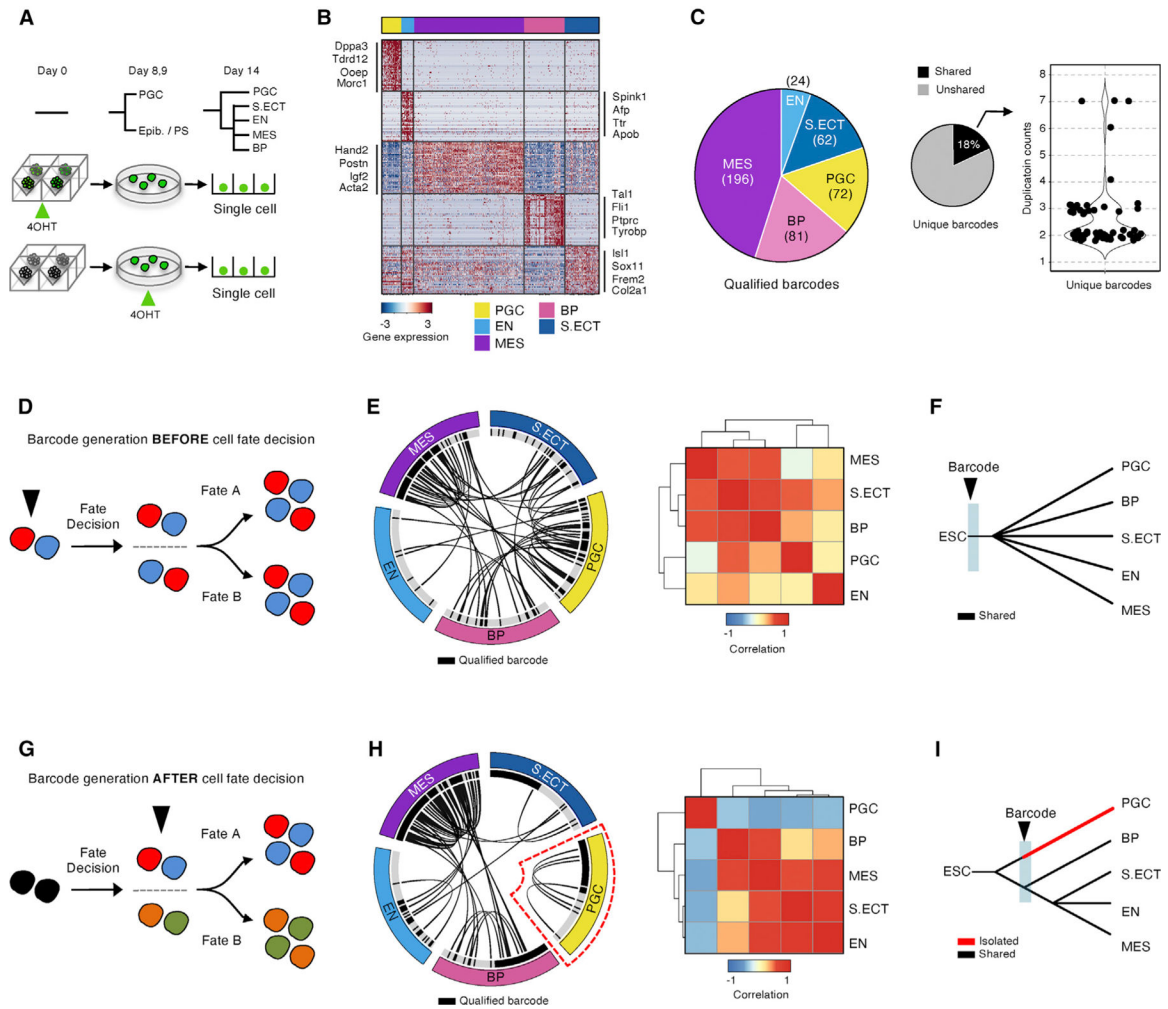 A
Day 0
Day 8,9
Day 14
PGC
Epib. / PS
PGC
S.ECT
EN
MES
BP
4OHT
Single cell
4OHT
Single cell
B
Dppa3
Tdrd12
Ooep
Morc1
Spink1
Afp
Ttr
Apob
Hand2
Postn
Igf2
Acta2
Tal1
Fli1
Ptprc
Tyrobp
Isl1
Sox11
Frem2
Col2a1
-3
3
Gene expression
PGC
EN
MES
BP
S.ECT
C
(24)
EN
S.ECT
(62)
MES
(196)
PGC
(72)
BP
(81)
Qualified barcodes
Shared
Unshared
18%
Unique barcodes
Duplicatoin counts
8
7
6
5
4
3
2
1
Unique barcodes
D
Barcode generation BEFORE cell fate decision
Fate
Decision
Fate A
Fate B
E
MES
S.ECT
EN
PGC
BP
Qualified barcode
MES
S.ECT
BP
PGC
EN
-1
1
Correlation
F
Barcode
ESC
PGC
BP
S.ECT
EN
MES
Shared
G
Barcode generation AFTER cell fate decision
Fate
Decision
Fate A
Fate B
H
MES
S.ECT
EN
PGC
BP
Qualified barcode
PGC
BP
MES
S.ECT
EN
-1
1
Correlation
I
Barcode
ESC
PGC
BP
S.ECT
EN
MES
Isolated
Shared